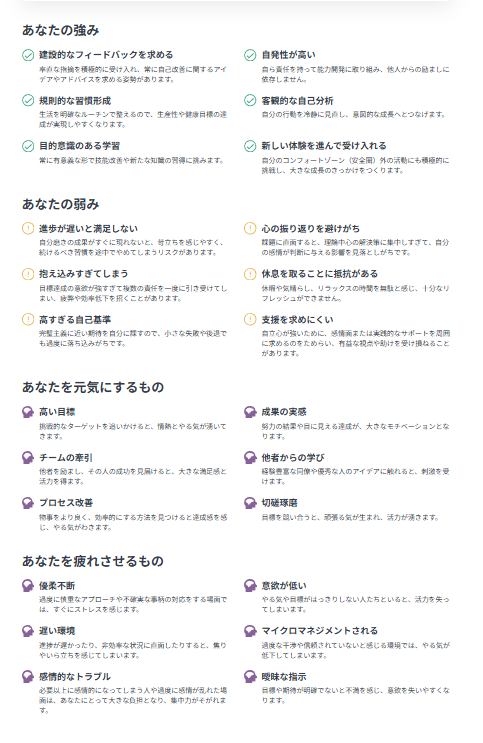 あなたの強み
建設的なフィードバックを求める
率直な指摘を積極的に受け入れ、常に自己改善に関するアイ
デアやアドバイスを求める姿勢があります。
自発性が高い
自ら責任を持って能力開発に取り組み、他人からの励ましに
依存しません。
規則的な習慣形成
生活を明確なルーチンで整えるので、生産性や健康目標の達
成が実現しやすくなります。
客観的な自己分析
自分の行動を冷静に見直し、意図的な成長へとつなげます。
目的意識のある学習
常に有意義な形で技能改善や新たな知識の習得に挑みます。
新しい体験を進んで受け入れる
自分のコンフォートゾーン（安全圏）外の活動にも積極的に
挑戦し、大きな成長のきっかけをつくります。
あなたの弱み
進歩が遅いと満足しない
自分磨きの成果がすぐに現れないと、苛立ちを感じやすく、
続けるべき習慣を途中でやめてしまうリスクがあります。
心の振り返りを避けがち
課題に直面すると、理論中心の解決策に集中しすぎて、自分
の感情が判断に与える影響を見落としがちです。
抱え込みすぎてしまう
目標達成の意欲が強すぎて複数の責任を一度に引き受けてし
まい、疲弊や効率低下を招くことがあります。
休息を取ることに抵抗がある
休暇や気晴らし、リラックスの時間を無駄と感じ、十分なリ
フレッシュができません。
高すぎる自己基準
完璧主義に近い期待を自分に課すので、小さな失敗や後退で
も過度に落ち込みがちです。
支援を求めにくい
自立心が強いために、感情面または実践的なサポートを周囲
に求めるのをためらい、有益な視点や助けを受け損ねること
があります。
あなたを元気にするもの
高い目標
挑戦的なターゲットを追いかけると、情熱とやる気が湧いて
きます。
成果の実感
努力の結果や目に見える達成が、大きなモチベーションとな
ります。
チームの牽引
他者を励まし、その人の成功を見届けると、大きな満足感と
活力を得ます。
他者からの学び
経験豊富な同僚や優秀な人のアイデアに触れると、刺激を受
けます。
プロセス改善
物事をより良く、効率的にする方法を見つけると達成感を感
じ、やる気がわきます。
切磋琢磨
目標を競い合うと、頑張る気が生まれ、活力が湧きます。
あなたを疲れさせるもの
優柔不断
過度に慎重なアプローチや不確実な事柄の対応をする場面で
は、すぐにストレスを感じます。
意欲が低い
やる気や目標がはっきりしない人たちといると、活力を失っ
てしまいます。
遅い環境
進捗が遅かったり、非効率な状況に直面したりすると、焦り
やいら立ちを感じてしまいます。
マイクロマネジメントされる
過度な干渉や信頼されていないと感じる環境では、やる気が
低下してしまいます。
感情的なトラブル
必要以上に感情的になってしまう人や過度に感情が乱れた場
面は、あなたにとって大きな負担となり、集中力がそがれま
す。
曖昧な指示
目標や期待が明確でないと不満を感じ、意欲を失いやすくな
ります。